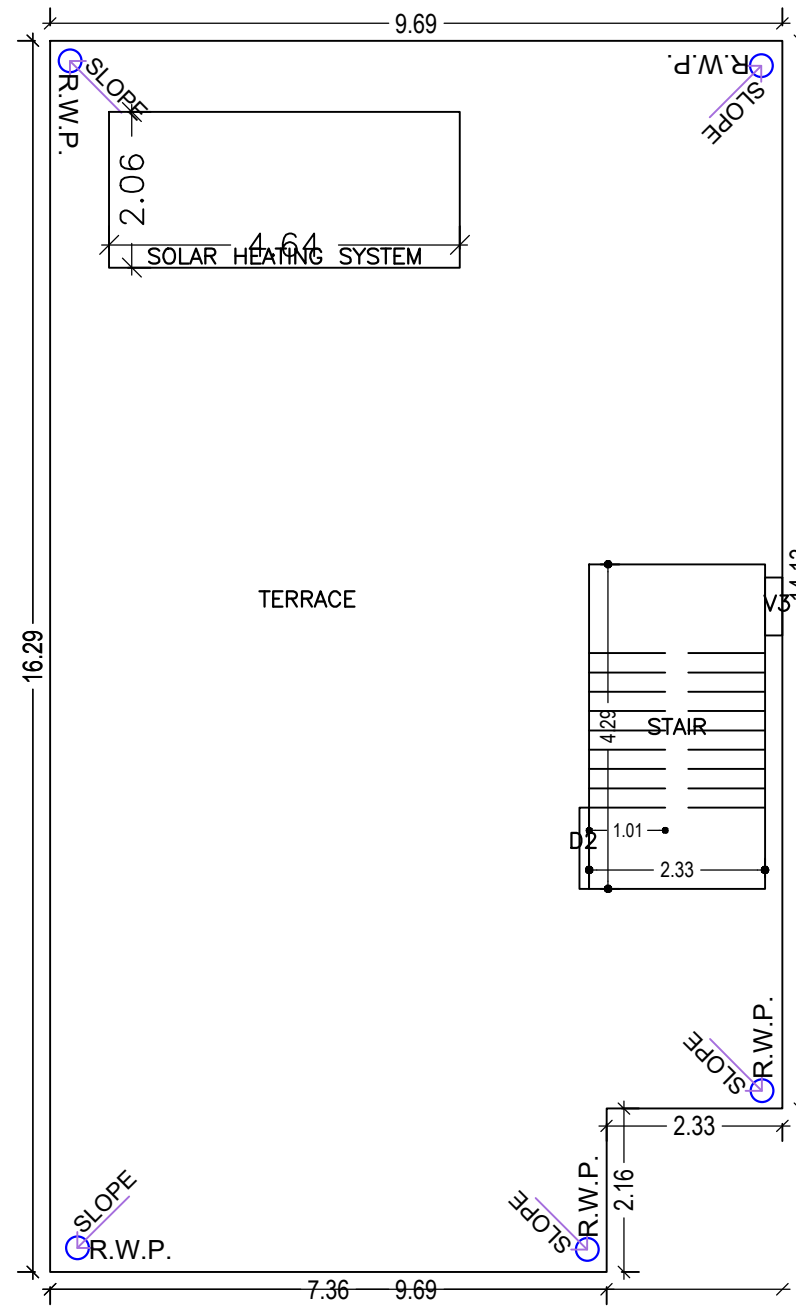 9.69
R.W.P.
SLOPE
R.W.P.
SLOPE
2.06
4.64
SOLAR HEATING SYSTEM
16.29
TERRACE
V3
4.29
STAIR
D2
1.01
2.33
R.W.P.
SLOPE
2.33
2.16
R.W.P.
SLOPE
SLOPE
R.W.P.
7.36
9.69